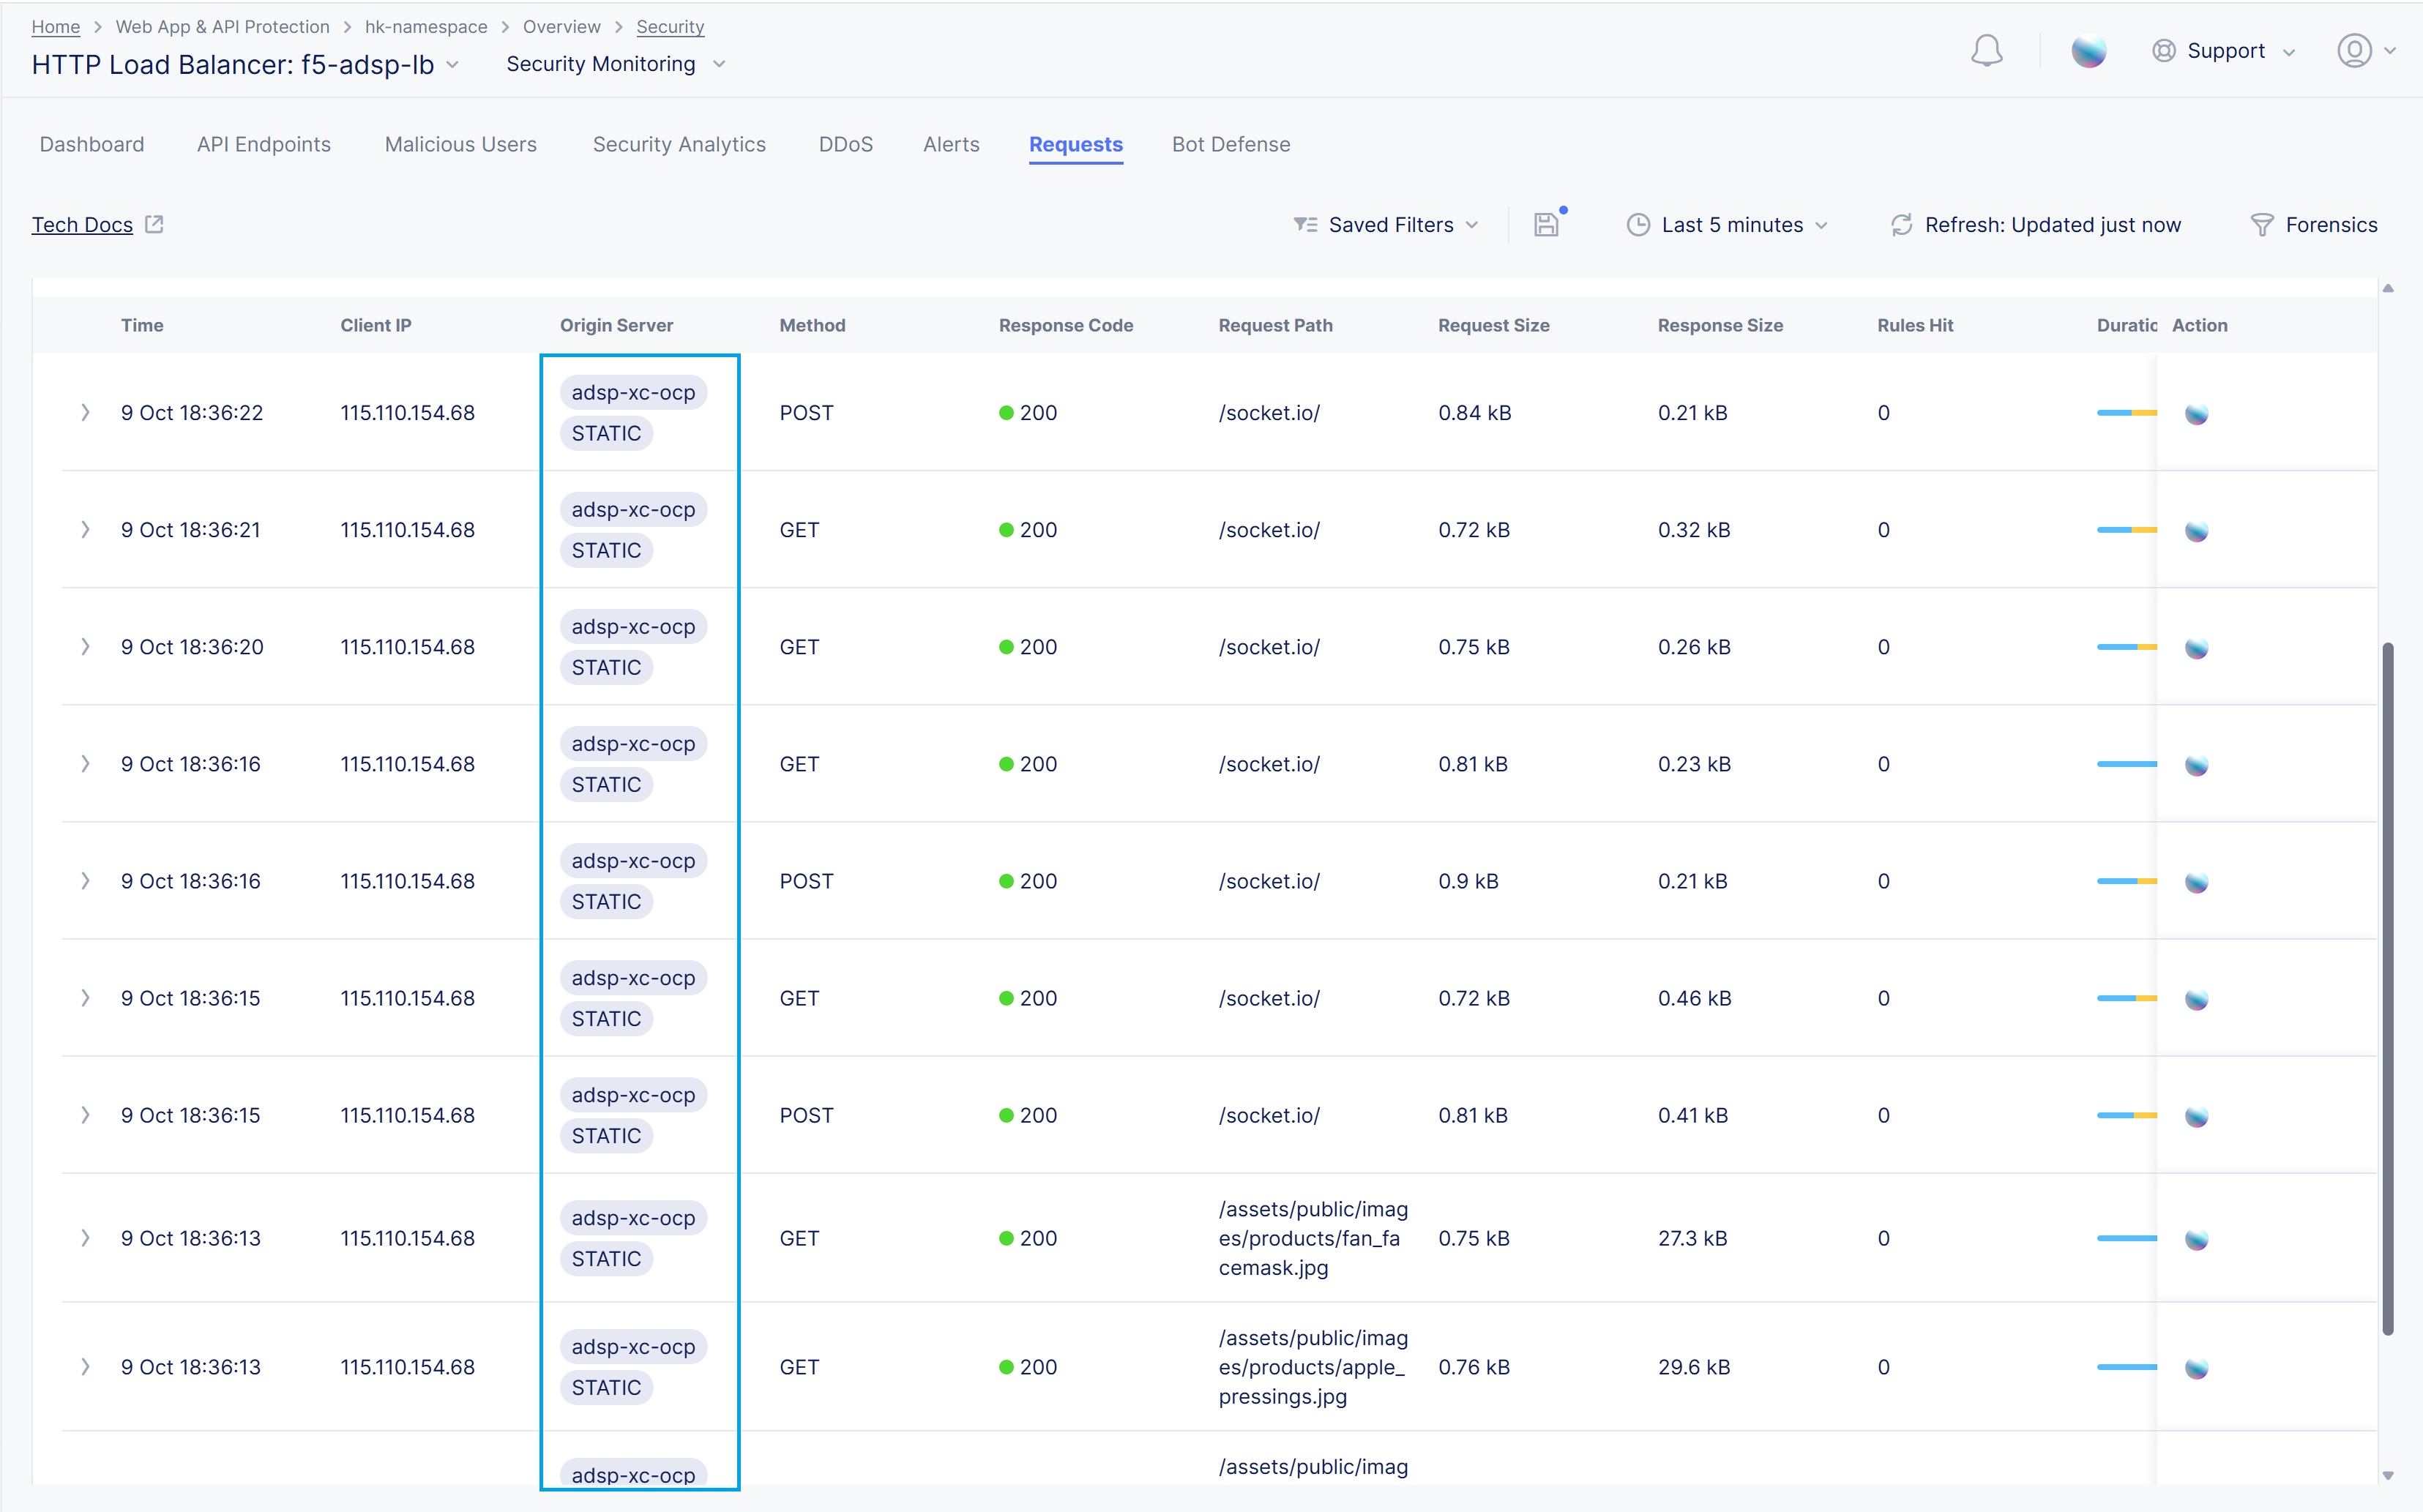 Home > Web App & API Protection > hk-namespace > Overview > Security
HTTP Load Balancer: f5-adsp-lb Security Monitoring Support
Dashboard API Endpoints Malicious Users Security Analytics DDoS Alerts Requests Bot Defense
Tech Docs Saved Filters Last 5 minutes Refresh: Updated just now Forensics
Time Client IP Origin Server Method Response Code Request Path Request Size Response Size Rules Hit Duratic Action
9 Oct 18:36:22 115.110.154.68 adsp-xc-ocp STATIC POST 200 /socket.io/ 0.84 kB 0.21 kB 0
9 Oct 18:36:21 115.110.154.68 adsp-xc-ocp STATIC GET 200 /socket.io/ 0.72 kB 0.32 kB 0
9 Oct 18:36:20 115.110.154.68 adsp-xc-ocp STATIC GET 200 /socket.io/ 0.75 kB 0.26 kB 0
9 Oct 18:36:16 115.110.154.68 adsp-xc-ocp STATIC GET 200 /socket.io/ 0.81 kB 0.23 kB 0
9 Oct 18:36:16 115.110.154.68 adsp-xc-ocp STATIC POST 200 /socket.io/ 0.9 kB 0.21 kB 0
9 Oct 18:36:15 115.110.154.68 adsp-xc-ocp STATIC GET 200 /socket.io/ 0.72 kB 0.46 kB 0
9 Oct 18:36:15 115.110.154.68 adsp-xc-ocp STATIC POST 200 /socket.io/ 0.81 kB 0.41 kB 0
9 Oct 18:36:13 115.110.154.68 adsp-xc-ocp STATIC GET 200 /assets/public/imag es/products/fan_fa cemask.jpg 0.75 kB 27.3 kB 0
9 Oct 18:36:13 115.110.154.68 adsp-xc-ocp STATIC GET 200 /assets/public/imag es/products/apple_ pressings.jpg 0.76 kB 29.6 kB 0
adsp-xc-ocp /assets/public/imag